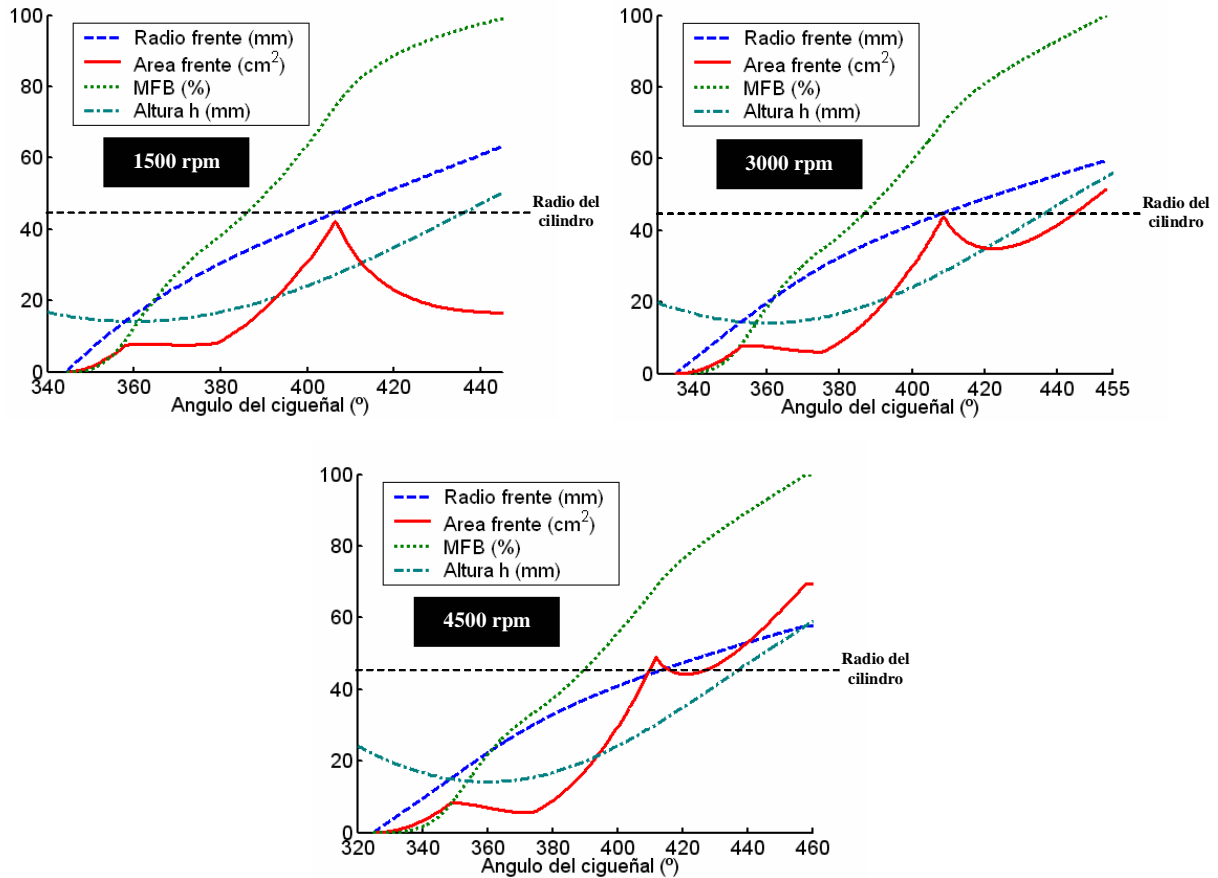 100
80
60
40
20
0
Radio frente (mm)
Area frente (cm²)
MFB (%)
Altura h (mm)
1500 rpm
Radio del
cilindro
340 360 380 400 420 440
Angulo del cigueñal (º)
100
80
60
40
20
0
Radio frente (mm)
Area frente (cm²)
MFB (%)
Altura h (mm)
3000 rpm
Radio del
cilindro
340 360 380 400 420 440 455
Angulo del cigueñal (º)
100
80
60
40
20
0
Radio frente (mm)
Area frente (cm²)
MFB (%)
Altura h (mm)
4500 rpm
Radio del
cilindro
320 340 360 380 400 420 440 460
Angulo del cigueñal (º)